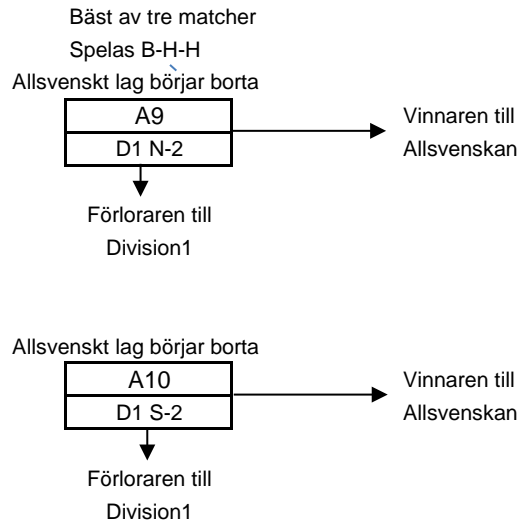 Bäst av tre matcher
Spelas B-H-H
Allsvenskt lag börjar borta
A9
D1 N-2
Vinnaren till
Allsvenskan
Förloraren till
Division1
Allsvenskt lag börjar borta
A10
D1 S-2
Vinnaren till
Allsvenskan
Förloraren till
Division1